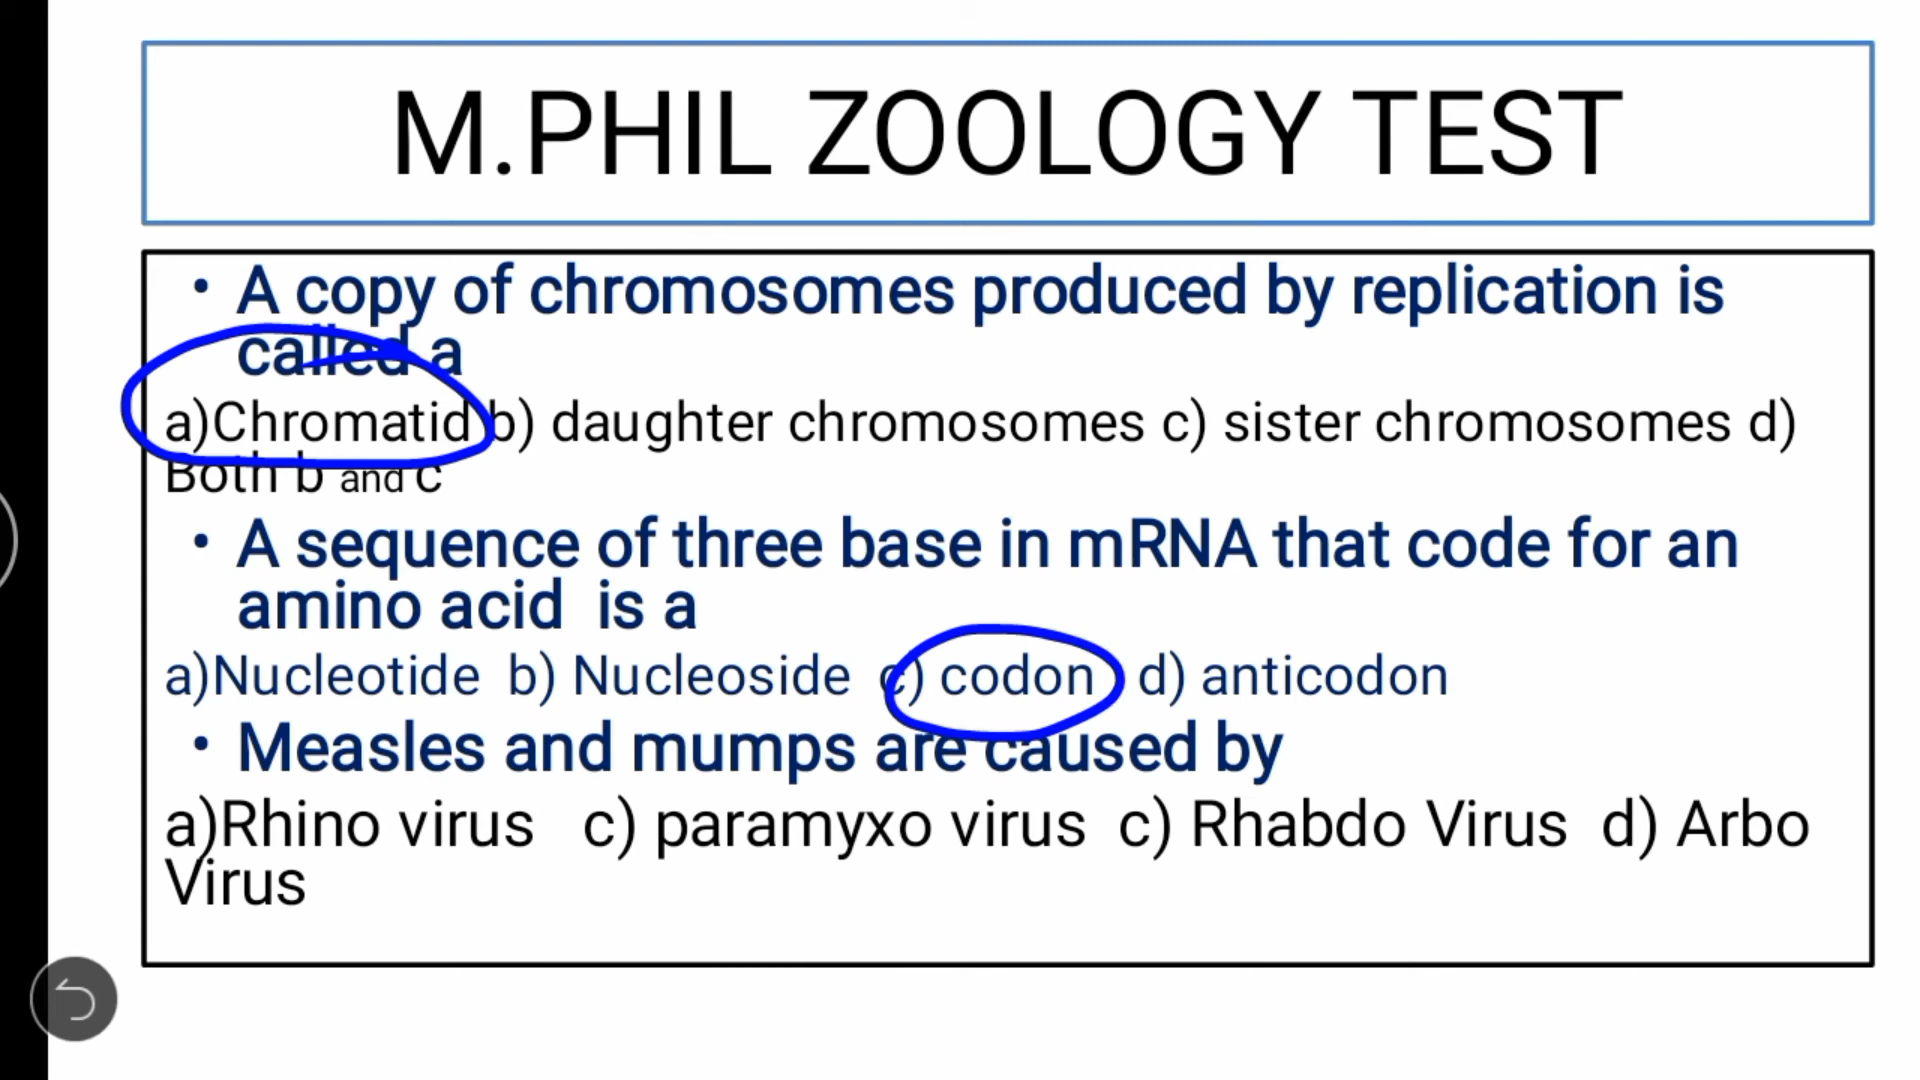 M.PHIL ZOOLOGY TEST
• A copy of chromosomes produced by replication is
called a
a)Chromatid b) daughter chromosomes c) sister chromosomes d)
Both b and c
• A sequence of three base in mRNA that code for an
amino acid is a
a)Nucleotide b) Nucleoside c) codon d) anticodon
• Measles and mumps are caused by
a)Rhino virus c) paramyxo virus c) Rhabdo Virus d) Arbo
Virus